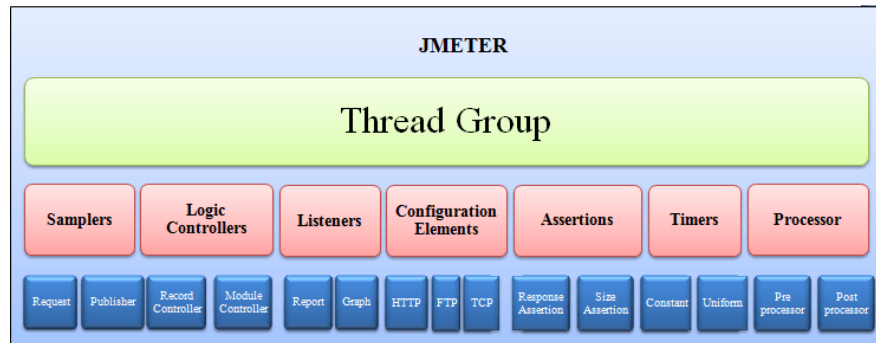 JMETER
Thread Group
Samplers
Logic
Controllers
Listeners
Configuration
Elements
Assertions
Timers
Processor
Request
Publisher
Record
Controller
Module
Controller
Report
Graph
HTTP
FTP
TCP
Response
Assertion
Size
Assertion
Constant
Uniform
Pre
processor
Post
processor